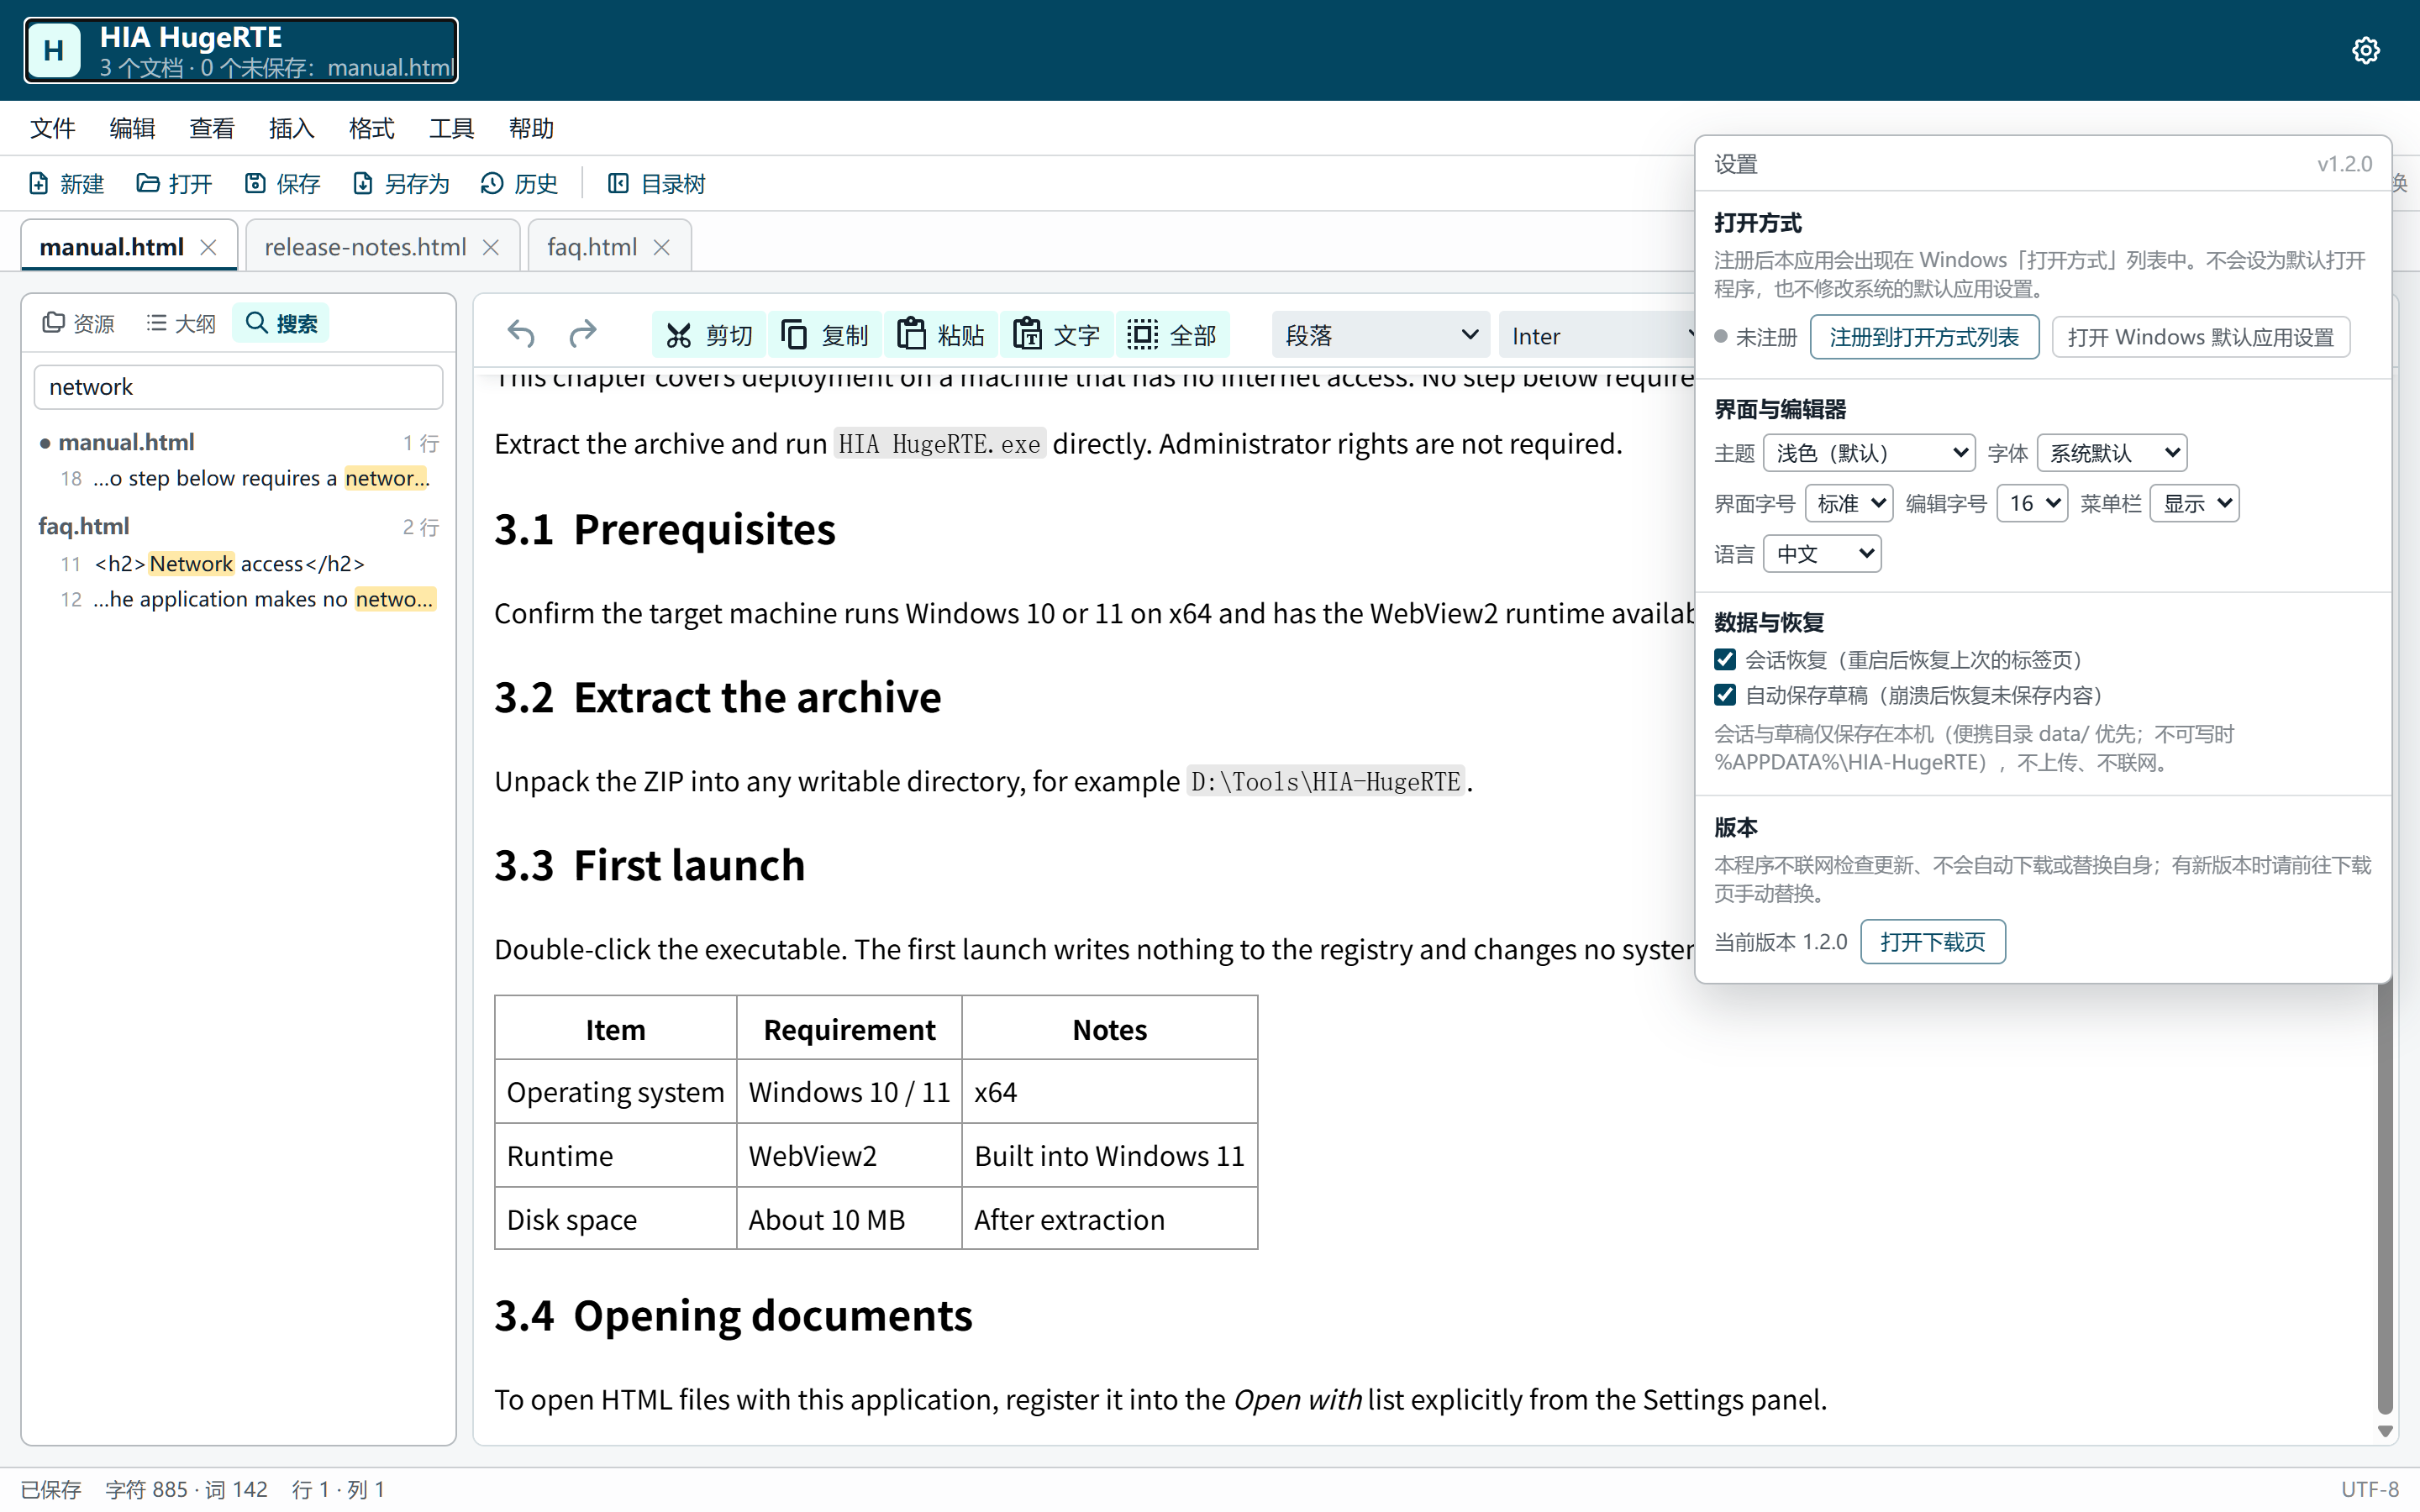 H
HIA HugeRTE
3 个文档 · 0 个未保存：manual.html
文件 编辑 查看 插入 格式 工具 帮助
新建 打开 保存 另存为 历史 目录树
换
manual.html release-notes.html faq.html
资源 大纲 搜索
network
manual.html 1 行
18 ...o step below requires a networ...
faq.html 2 行
11 <h2>Network access</h2>
12 ...he application makes no netwo...
剪切 复制 粘贴 文字 全部 段落 Inter
This chapter covers deployment on a machine that has no internet access. No step below require
Extract the archive and run HIA HugeRTE.exe directly. Administrator rights are not required.
3.1 Prerequisites
Confirm the target machine runs Windows 10 or 11 on x64 and has the WebView2 runtime availab
3.2 Extract the archive
Unpack the ZIP into any writable directory, for example D:\Tools\HIA-HugeRTE.
3.3 First launch
Double-click the executable. The first launch writes nothing to the registry and changes no syster
Item Requirement Notes
Operating system Windows 10 / 11 x64
Runtime WebView2 Built into Windows 11
Disk space About 10 MB After extraction
3.4 Opening documents
To open HTML files with this application, register it into the Open with list explicitly from the Settings panel.
设置 v1.2.0
打开方式
注册后本应用会出现在 Windows「打开方式」列表中。不会设为默认打开
程序，也不修改系统的默认应用设置。
未注册 注册到打开方式列表 打开 Windows 默认应用设置
界面与编辑器
主题 浅色（默认） 字体 系统默认
界面字号 标准 编辑字号 16 菜单栏 显示
语言 中文
数据与恢复
会话恢复（重启后恢复上次的标签页）
自动保存草稿（崩溃后恢复未保存内容）
会话与草稿仅保存在本机（便携目录 data/ 优先；不可写时
%APPDATA%\HIA-HugeRTE），不上传、不联网。
版本
本程序不联网检查更新、不会自动下载或替换自身；有新版本时请前往下载
页手动替换。
当前版本 1.2.0 打开下载页
已保存 字符 885 · 词 142 行 1 · 列 1
UTF-8